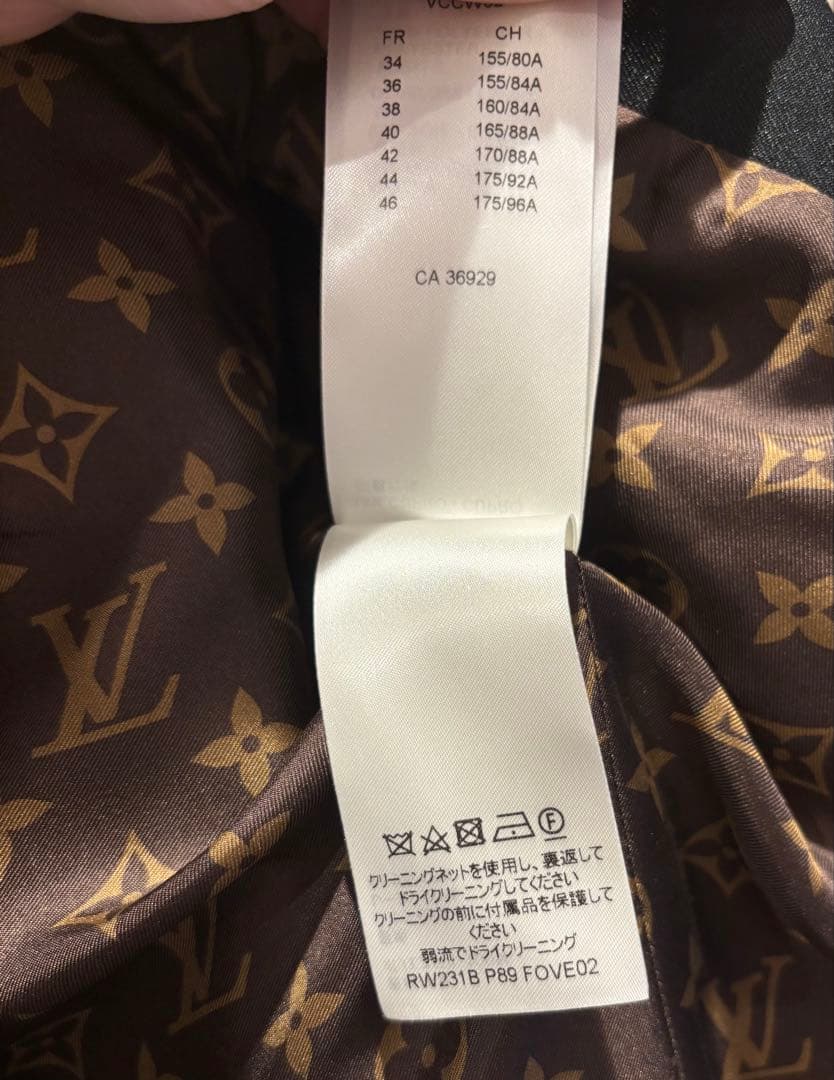 FR CH
34 155/80A
36 155/84A
38 160/84A
40 165/88A
42 170/88A
44 175/92A
46 175/96A
CA 36929
F
クリーニングネットを使用し、裏返して
ドライクリーニングしてください
クリーニングの前に付属品を保護して
ください
弱流でドライクリーニング
RW231B P89 FOVE02